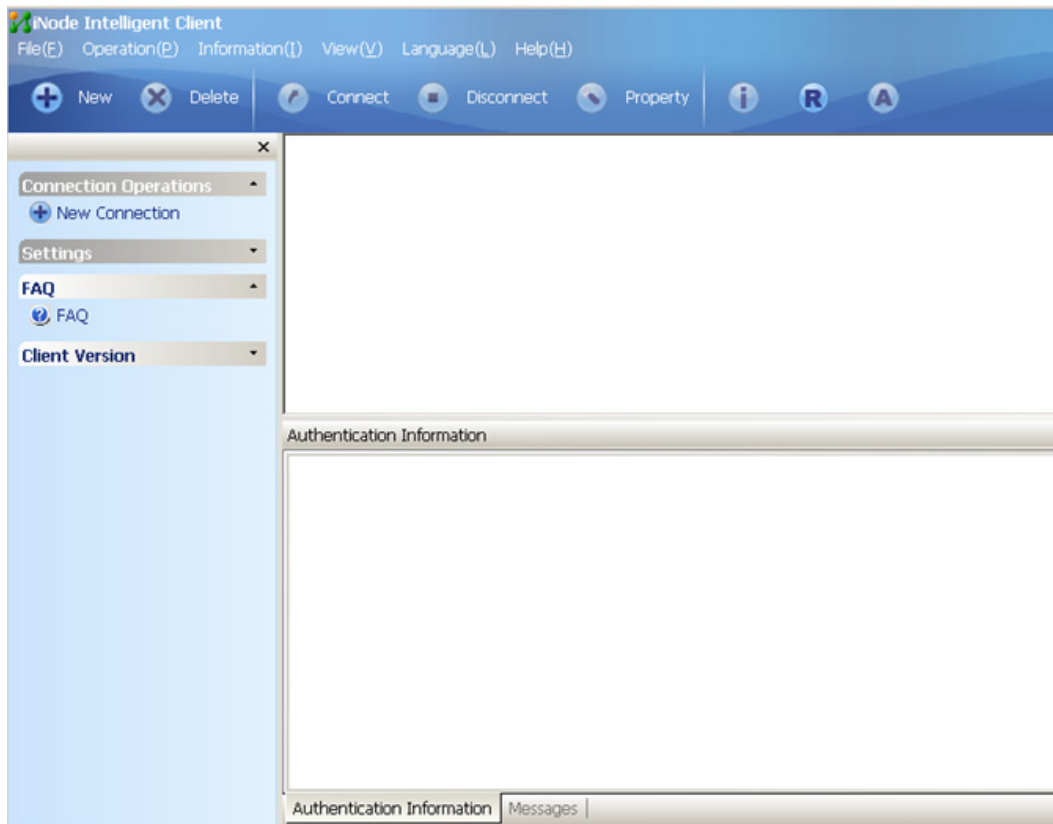 iNode Intelligent Client
File(F) Operation(P) Information(I) View(V) Language(L) Help(H)
New Delete Connect Disconnect Property i R A
Connection Operations
New Connection
Settings
FAQ
FAQ
Client Version
Authentication Information
Authentication Information Messages